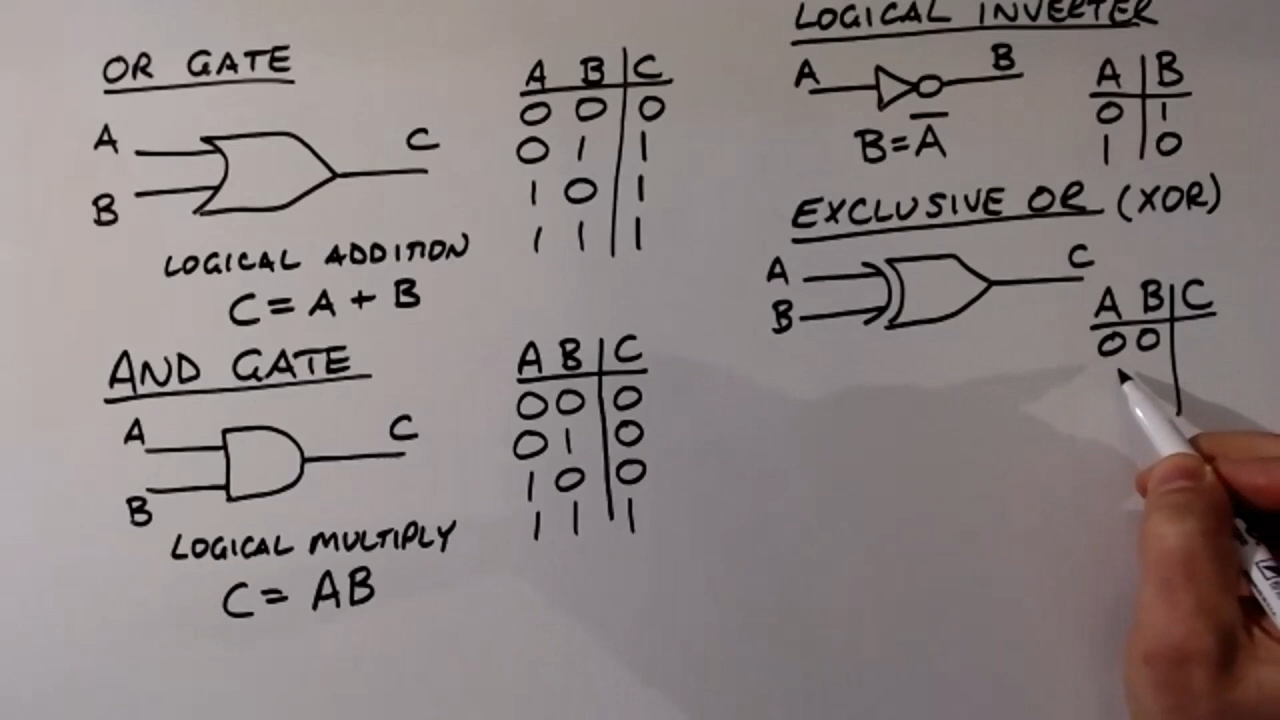 OR GATE
A
B
C
LOGICAL ADDITION
C = A + B
A B C
0 0 0
0 1 1
1 0 1
1 1 1
AND GATE
A
B
C
LOGICAL MULTIPLY
C = AB
A B C
0 0 0
0 1 0
1 0 0
1 1 1
LOGICAL INVERTER
A
B
B = A̅
A B
0 1
1 0
EXCLUSIVE OR (XOR)
A
B
C
A B C
0 0